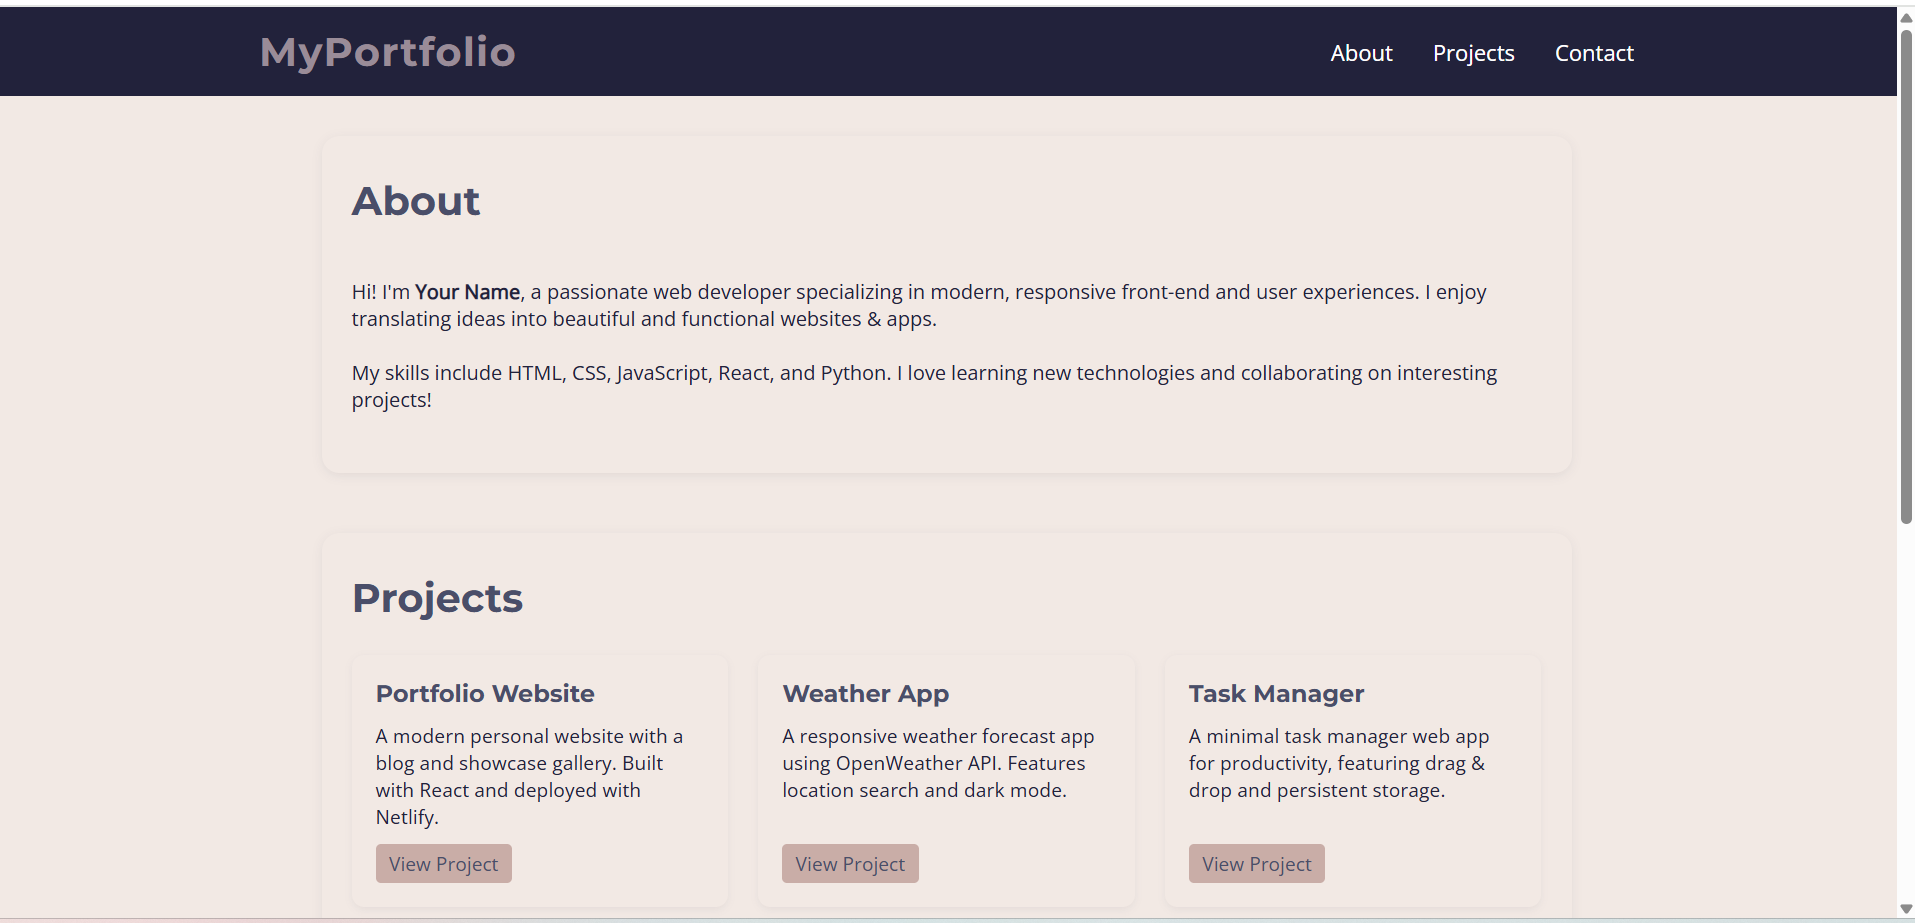 MyPortfolio
About Projects Contact
About
Hi! I'm Your Name, a passionate web developer specializing in modern, responsive front-end and user experiences. I enjoy
translating ideas into beautiful and functional websites & apps.
My skills include HTML, CSS, JavaScript, React, and Python. I love learning new technologies and collaborating on interesting
projects!
Projects
Portfolio Website
A modern personal website with a
blog and showcase gallery. Built
with React and deployed with
Netlify.
View Project
Weather App
A responsive weather forecast app
using OpenWeather API. Features
location search and dark mode.
View Project
Task Manager
A minimal task manager web app
for productivity, featuring drag &
drop and persistent storage.
View Project